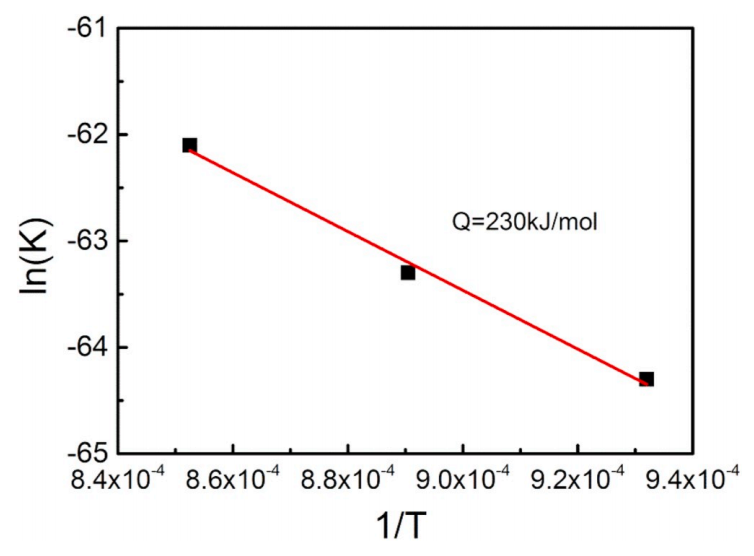 -61
-62
-63
-64
-65
ln(K)
Q=230kJ/mol
8.4x10⁻⁴ 8.6x10⁻⁴ 8.8x10⁻⁴ 9.0x10⁻⁴ 9.2x10⁻⁴ 9.4x10⁻⁴
1/T